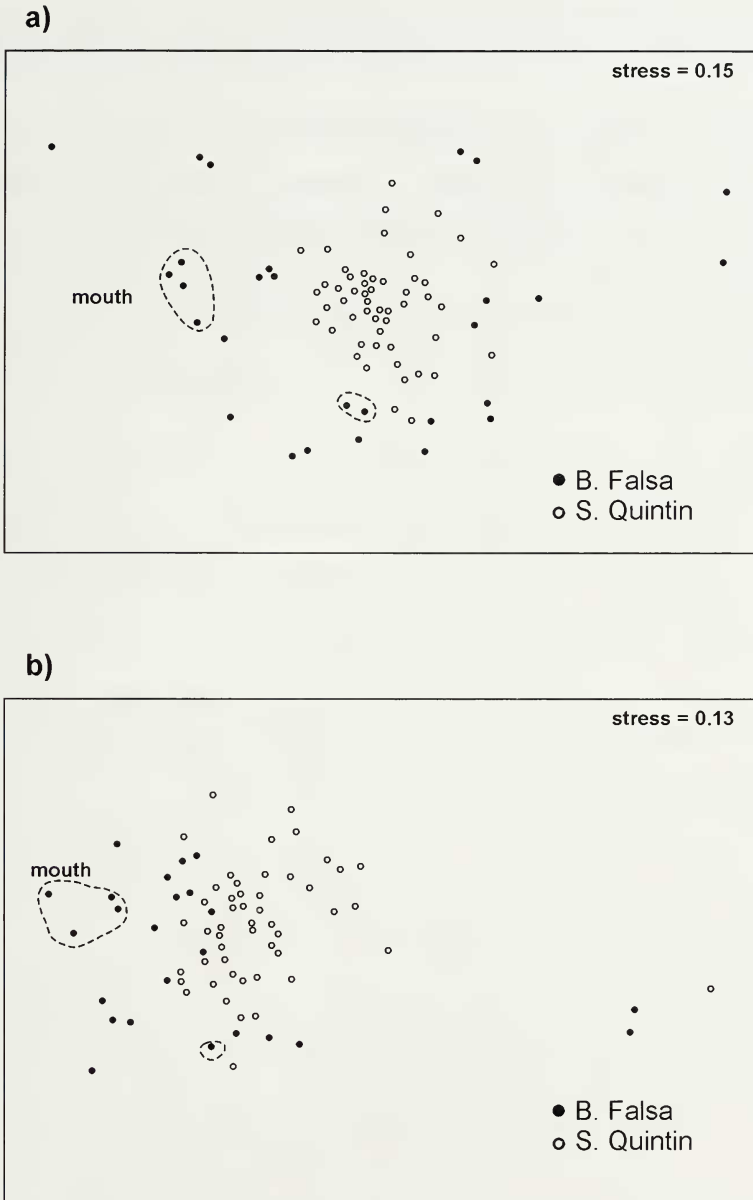 a)
stress = 0.15
mouth
B. Falsa
S. Quintin
b)
stress = 0.13
mouth
B. Falsa
S. Quintin